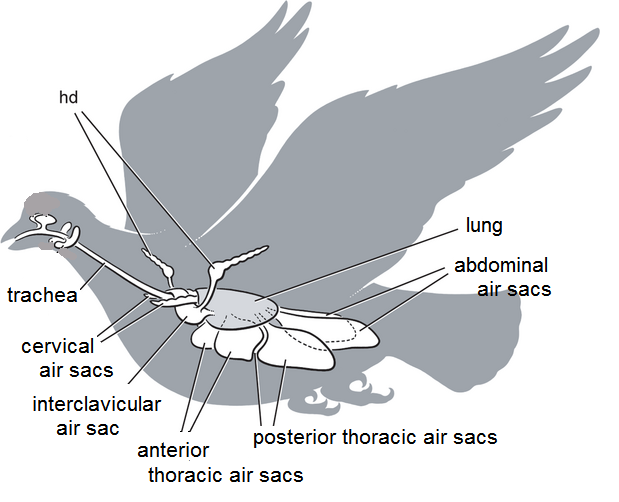 hd
lung
abdominal
air sacs
trachea
cervical
air sacs
interclavicular
air sac
anterior
thoracic air sacs
posterior thoracic air sacs